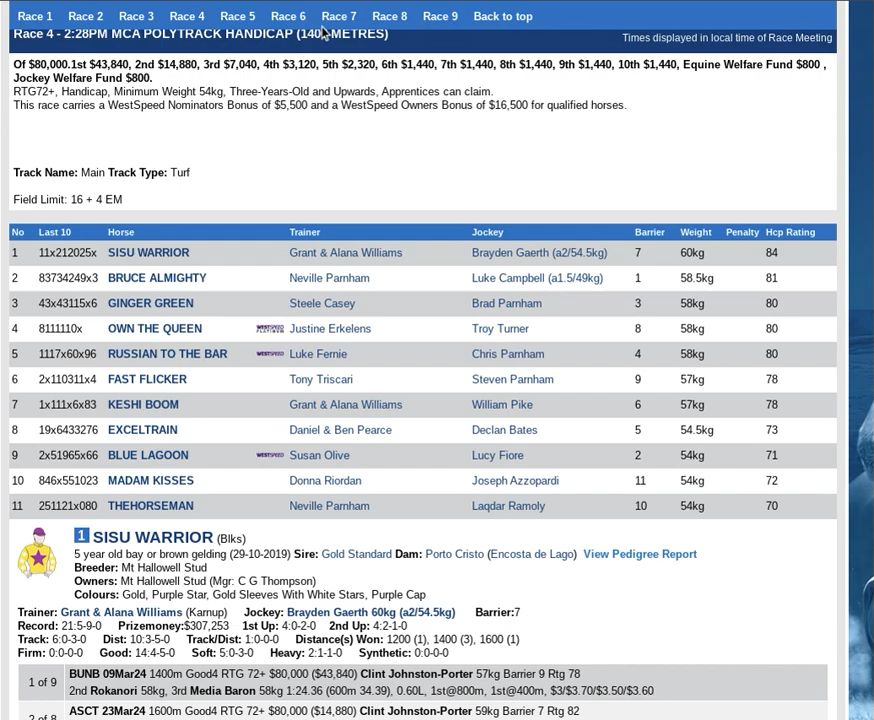 Race 1 Race 2 Race 3 Race 4 Race 5 Race 6 Race 7 Race 8 Race 9 Back to top
Race 4 - 2:28PM MCA POLYTRACK HANDICAP (1400 METRES) Times displayed in local time of Race Meeting
Of $80,000.1st $43,840, 2nd $14,880, 3rd $7,040, 4th $3,120, 5th $2,320, 6th $1,440, 7th $1,440, 8th $1,440, 9th $1,440, 10th $1,440, Equine Welfare Fund $800 ,
Jockey Welfare Fund $800.
RTG72+, Handicap, Minimum Weight 54kg, Three-Years-Old and Upwards, Apprentices can claim.
This race carries a WestSpeed Nominators Bonus of $5,500 and a WestSpeed Owners Bonus of $16,500 for qualified horses.
Track Name: Main Track Type: Turf
Field Limit: 16 + 4 EM
No Last 10 Horse Trainer Jockey Barrier Weight Penalty Hcp Rating
1 11x212025x SISU WARRIOR Grant & Alana Williams Brayden Gaerth (a2/54.5kg) 7 60kg 84
2 83734249x3 BRUCE ALMIGHTY Neville Parnham Luke Campbell (a1.5/49kg) 1 58.5kg 81
3 43x43115x6 GINGER GREEN Steele Casey Brad Parnham 3 58kg 80
4 8111110x OWN THE QUEEN WESTSPEED PLATINUM Justine Erkelens Troy Turner 8 58kg 80
5 1117x60x96 RUSSIAN TO THE BAR WESTSPEED Luke Fernie Chris Parnham 4 58kg 80
6 2x110311x4 FAST FLICKER Tony Triscari Steven Parnham 9 57kg 78
7 1x111x6x83 KESHI BOOM Grant & Alana Williams William Pike 6 57kg 78
8 19x6433276 EXCELTRAIN Daniel & Ben Pearce Declan Bates 5 54.5kg 73
9 2x51965x66 BLUE LAGOON WESTSPEED Susan Olive Lucy Fiore 2 54kg 71
10 846x551023 MADAM KISSES Donna Riordan Joseph Azzopardi 11 54kg 72
11 251121x080 THEHORSEMAN Neville Parnham Laqdar Ramoly 10 54kg 70
1 SISU WARRIOR (Blks)
5 year old bay or brown gelding (29-10-2019) Sire: Gold Standard Dam: Porto Cristo (Encosta de Lago) View Pedigree Report
Breeder: Mt Hallowell Stud
Owners: Mt Hallowell Stud (Mgr: C G Thompson)
Colours: Gold, Purple Star, Gold Sleeves With White Stars, Purple Cap
Trainer: Grant & Alana Williams (Karnup) Jockey: Brayden Gaerth 60kg (a2/54.5kg) Barrier:7
Record: 21:5-9-0 Prizemoney:$307,253 1st Up: 4:0-2-0 2nd Up: 4:2-1-0
Track: 6:0-3-0 Dist: 10:3-5-0 Track/Dist: 1:0-0-0 Distance(s) Won: 1200 (1), 1400 (3), 1600 (1)
Firm: 0:0-0-0 Good: 14:4-5-0 Soft: 5:0-3-0 Heavy: 2:1-1-0 Synthetic: 0:0-0-0
1 of 9 BUNB 09Mar24 1400m Good4 RTG 72+ $80,000 ($43,840) Clint Johnston-Porter 57kg Barrier 9 Rtg 78
2nd Rokanori 58kg, 3rd Media Baron 58kg 1:24.36 (600m 34.39), 0.60L, 1st@800m, 1st@400m, $3/$3.70/$3.50/$3.60
2 of 8 ASCT 23Mar24 1600m Good4 RTG 72+ $80,000 ($14,880) Clint Johnston-Porter 59kg Barrier 7 Rtg 82